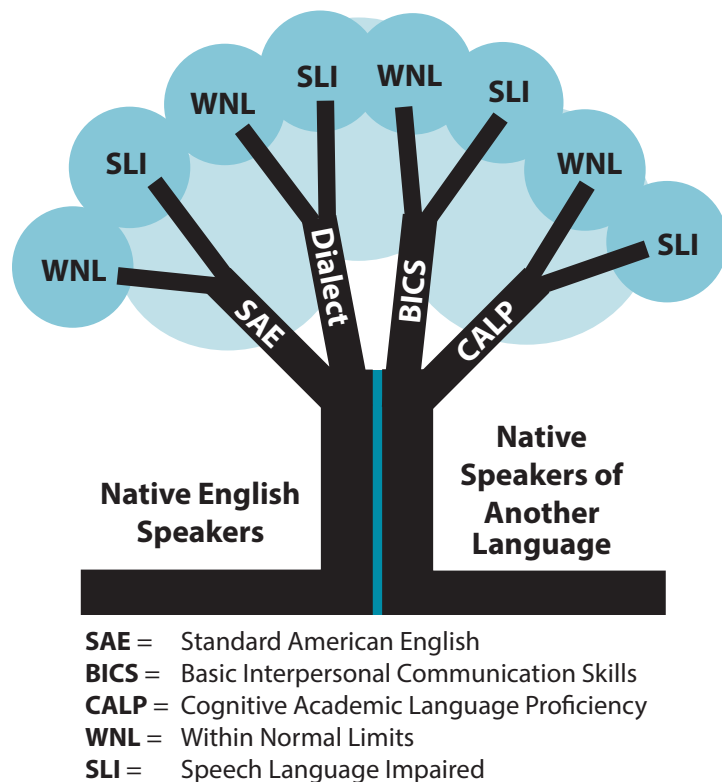 SLI
WNL
WNL
SLI
SLI
WNL
WNL
SLI
SAE
Dialect
BICS
CALP
Native English
Speakers
Native
Speakers of
Another
Language
SAE = Standard American English
BICS = Basic Interpersonal Communication Skills
CALP = Cognitive Academic Language Proficiency
WNL = Within Normal Limits
SLI = Speech Language Impaired